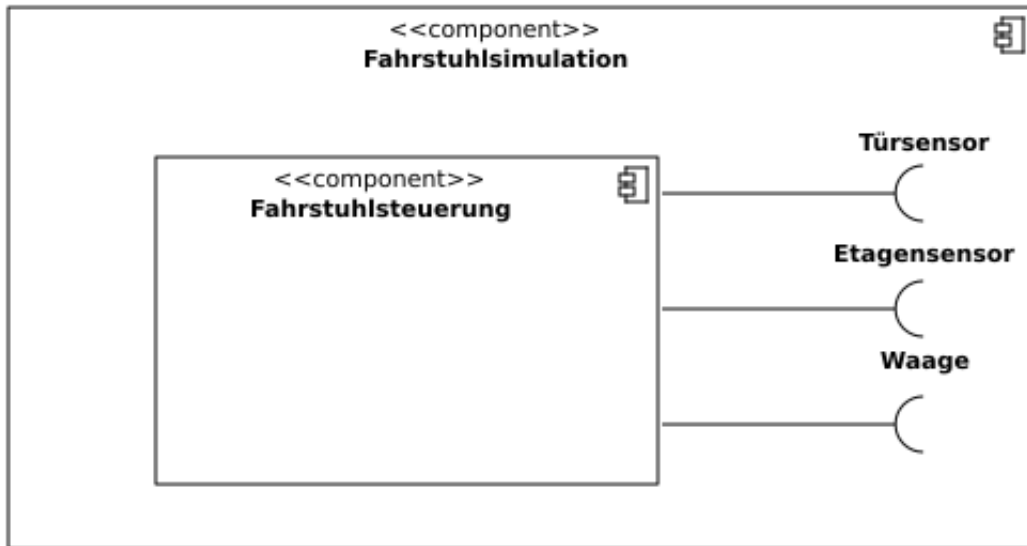 <<component>>
Fahrstuhlsimulation
Türsensor
<<component>>
Fahrstuhlsteuerung
Etagensensor
Waage